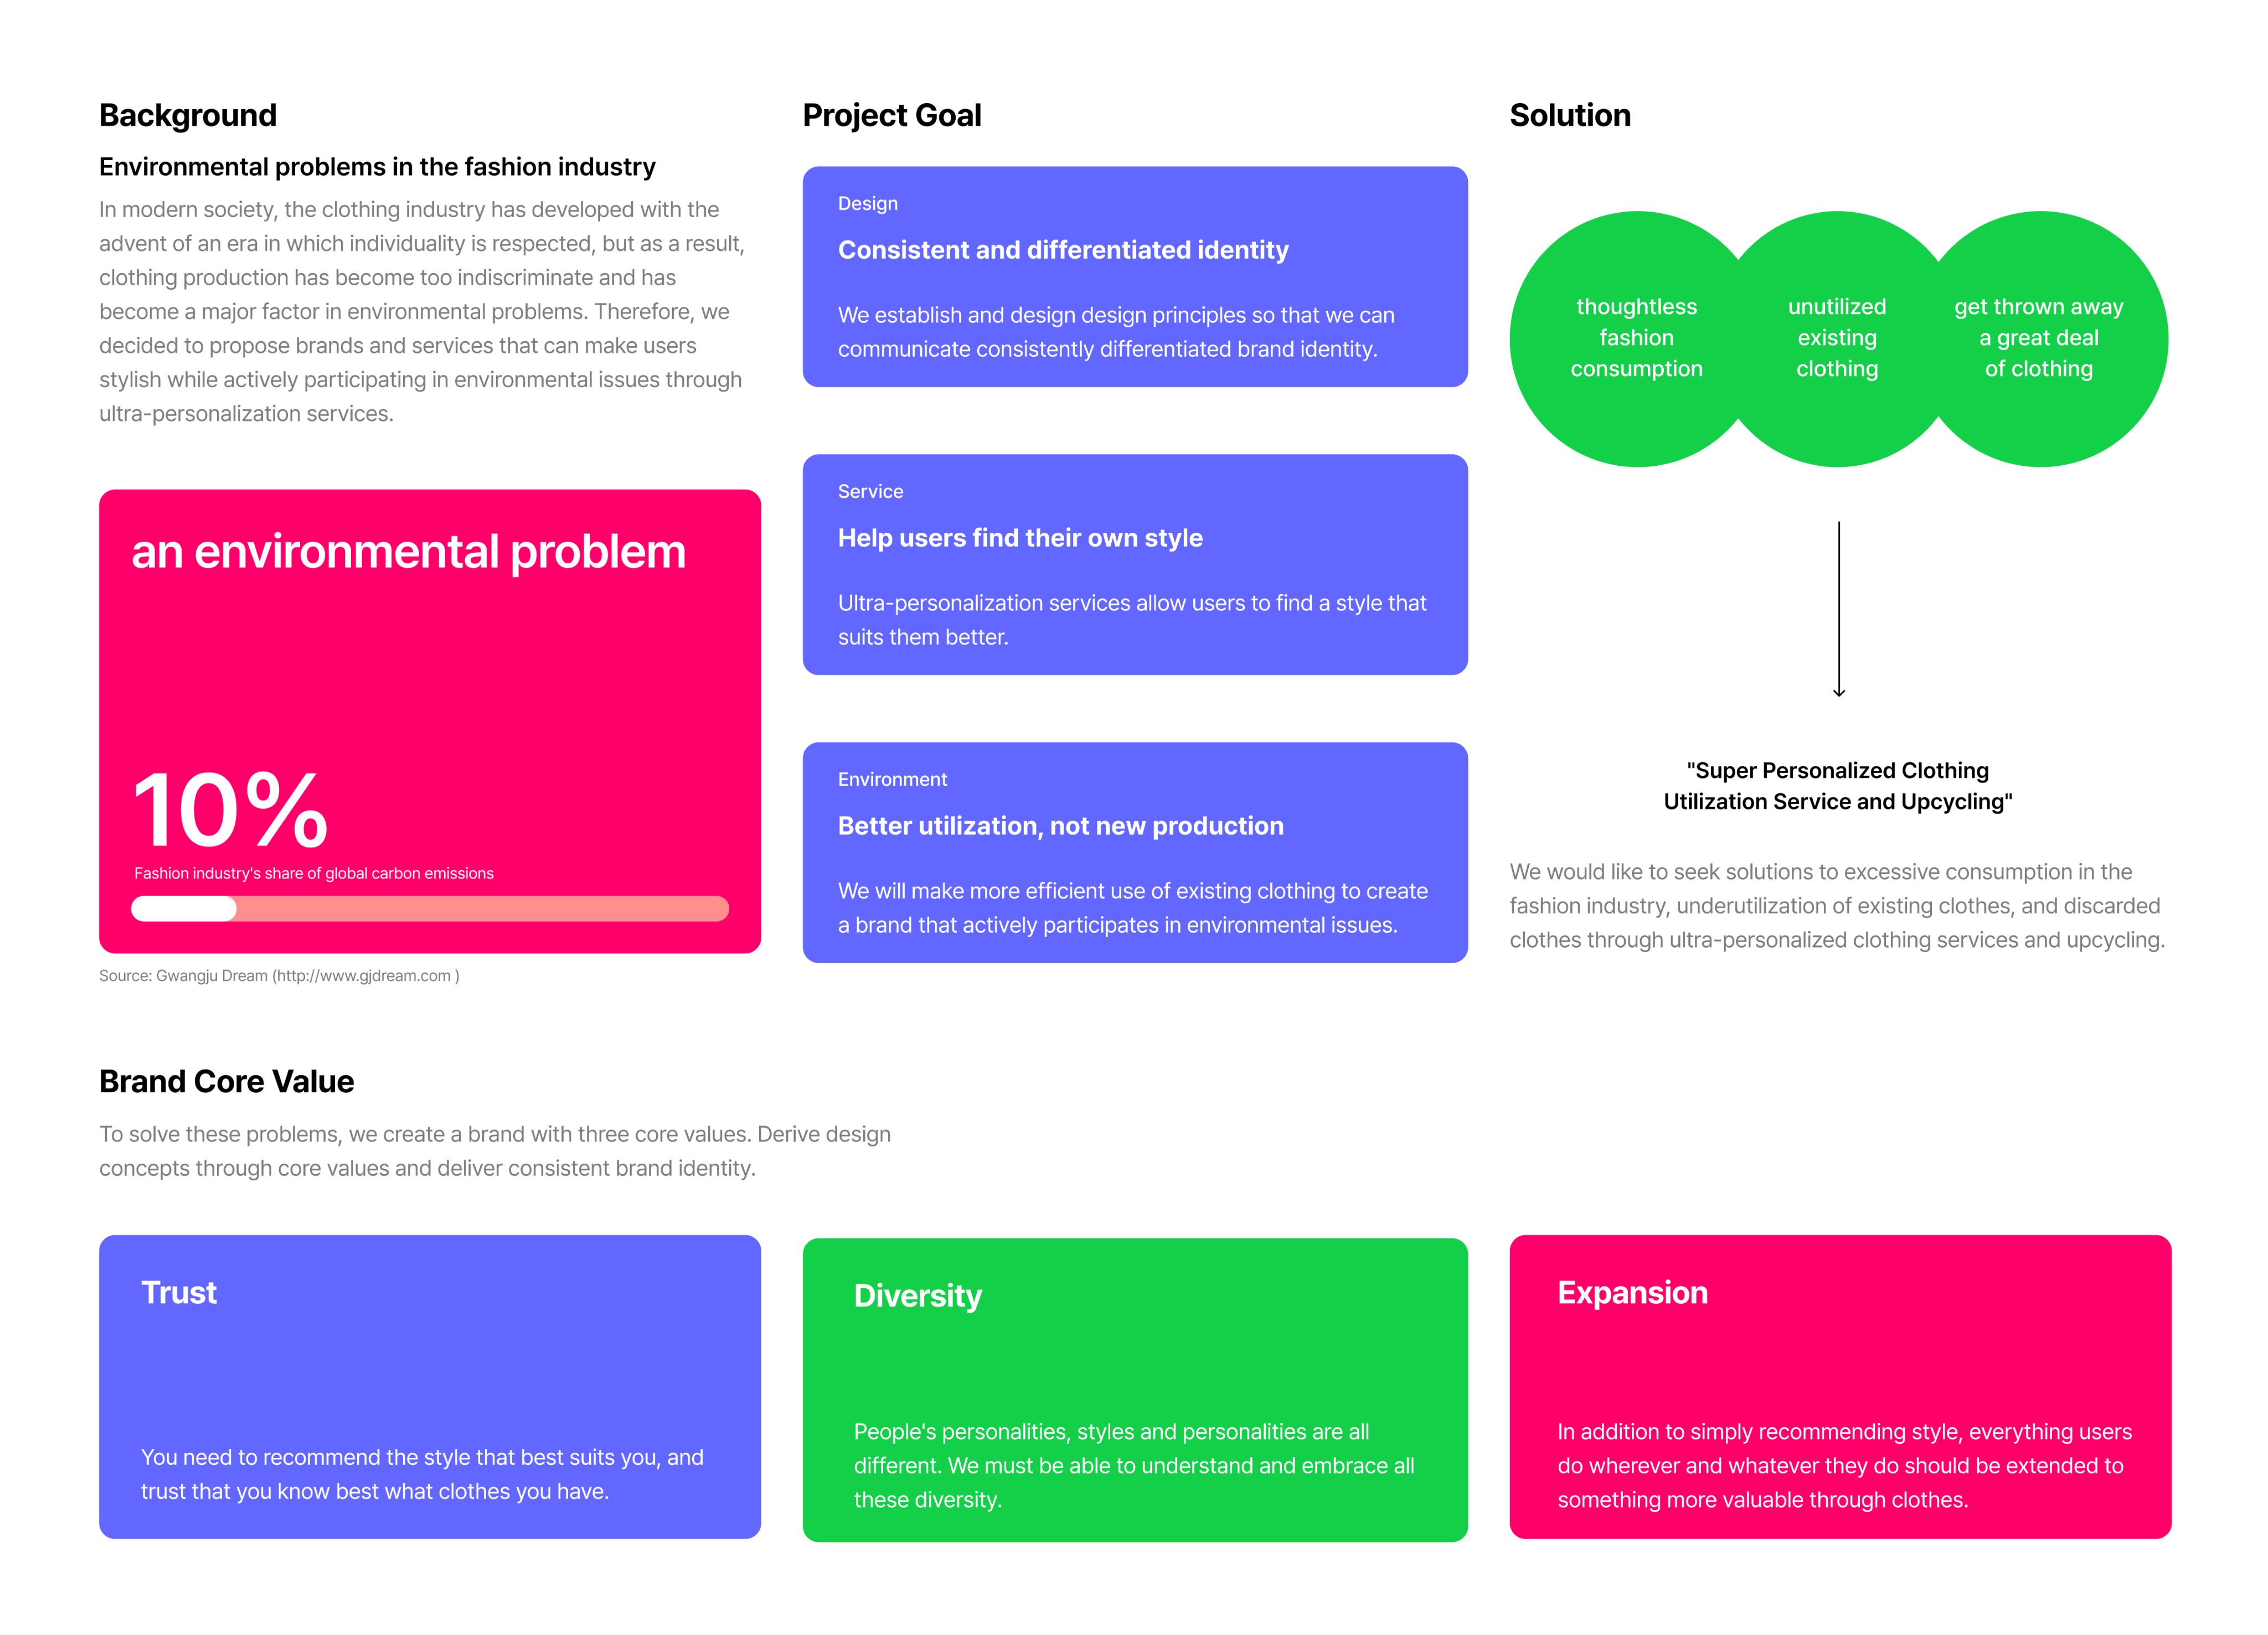 Background
Environmental problems in the fashion industry
In modern society, the clothing industry has developed with the
advent of an era in which individuality is respected, but as a result,
clothing production has become too indiscriminate and has
become a major factor in environmental problems. Therefore, we
decided to propose brands and services that can make users
stylish while actively participating in environmental issues through
ultra-personalization services.
an environmental problem
10%
Fashion industry's share of global carbon emissions
Source: Gwangju Dream (http://www.gjdream.com )
Project Goal
Design
Consistent and differentiated identity
We establish and design design principles so that we can
communicate consistently differentiated brand identity.
Service
Help users find their own style
Ultra-personalization services allow users to find a style that
suits them better.
Environment
Better utilization, not new production
We will make more efficient use of existing clothing to create
a brand that actively participates in environmental issues.
Solution
thoughtless
fashion
consumption
unutilized
existing
clothing
get thrown away
a great deal
of clothing
"Super Personalized Clothing
Utilization Service and Upcycling"
We would like to seek solutions to excessive consumption in the
fashion industry, underutilization of existing clothes, and discarded
clothes through ultra-personalized clothing services and upcycling.
Brand Core Value
To solve these problems, we create a brand with three core values. Derive design
concepts through core values and deliver consistent brand identity.
Trust
You need to recommend the style that best suits you, and
trust that you know best what clothes you have.
Diversity
People's personalities, styles and personalities are all
different. We must be able to understand and embrace all
these diversity.
Expansion
In addition to simply recommending style, everything users
do wherever and whatever they do should be extended to
something more valuable through clothes.